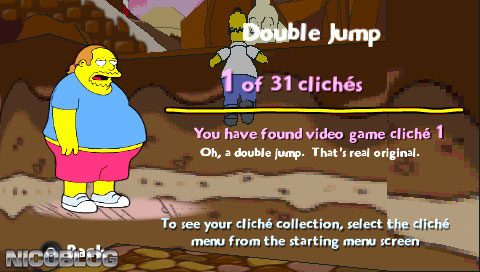 Double Jump
1 of 31 clichés
You have found video game cliché 1
Oh, a double jump. That's real original.
To see your cliché collection, select the cliché
menu from the starting menu screen
Back
NICOBLOG